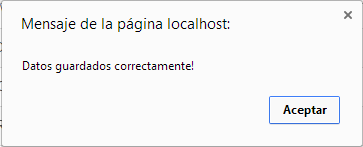 Mensaje de la página localhost:
Datos guardados correctamente!
Aceptar